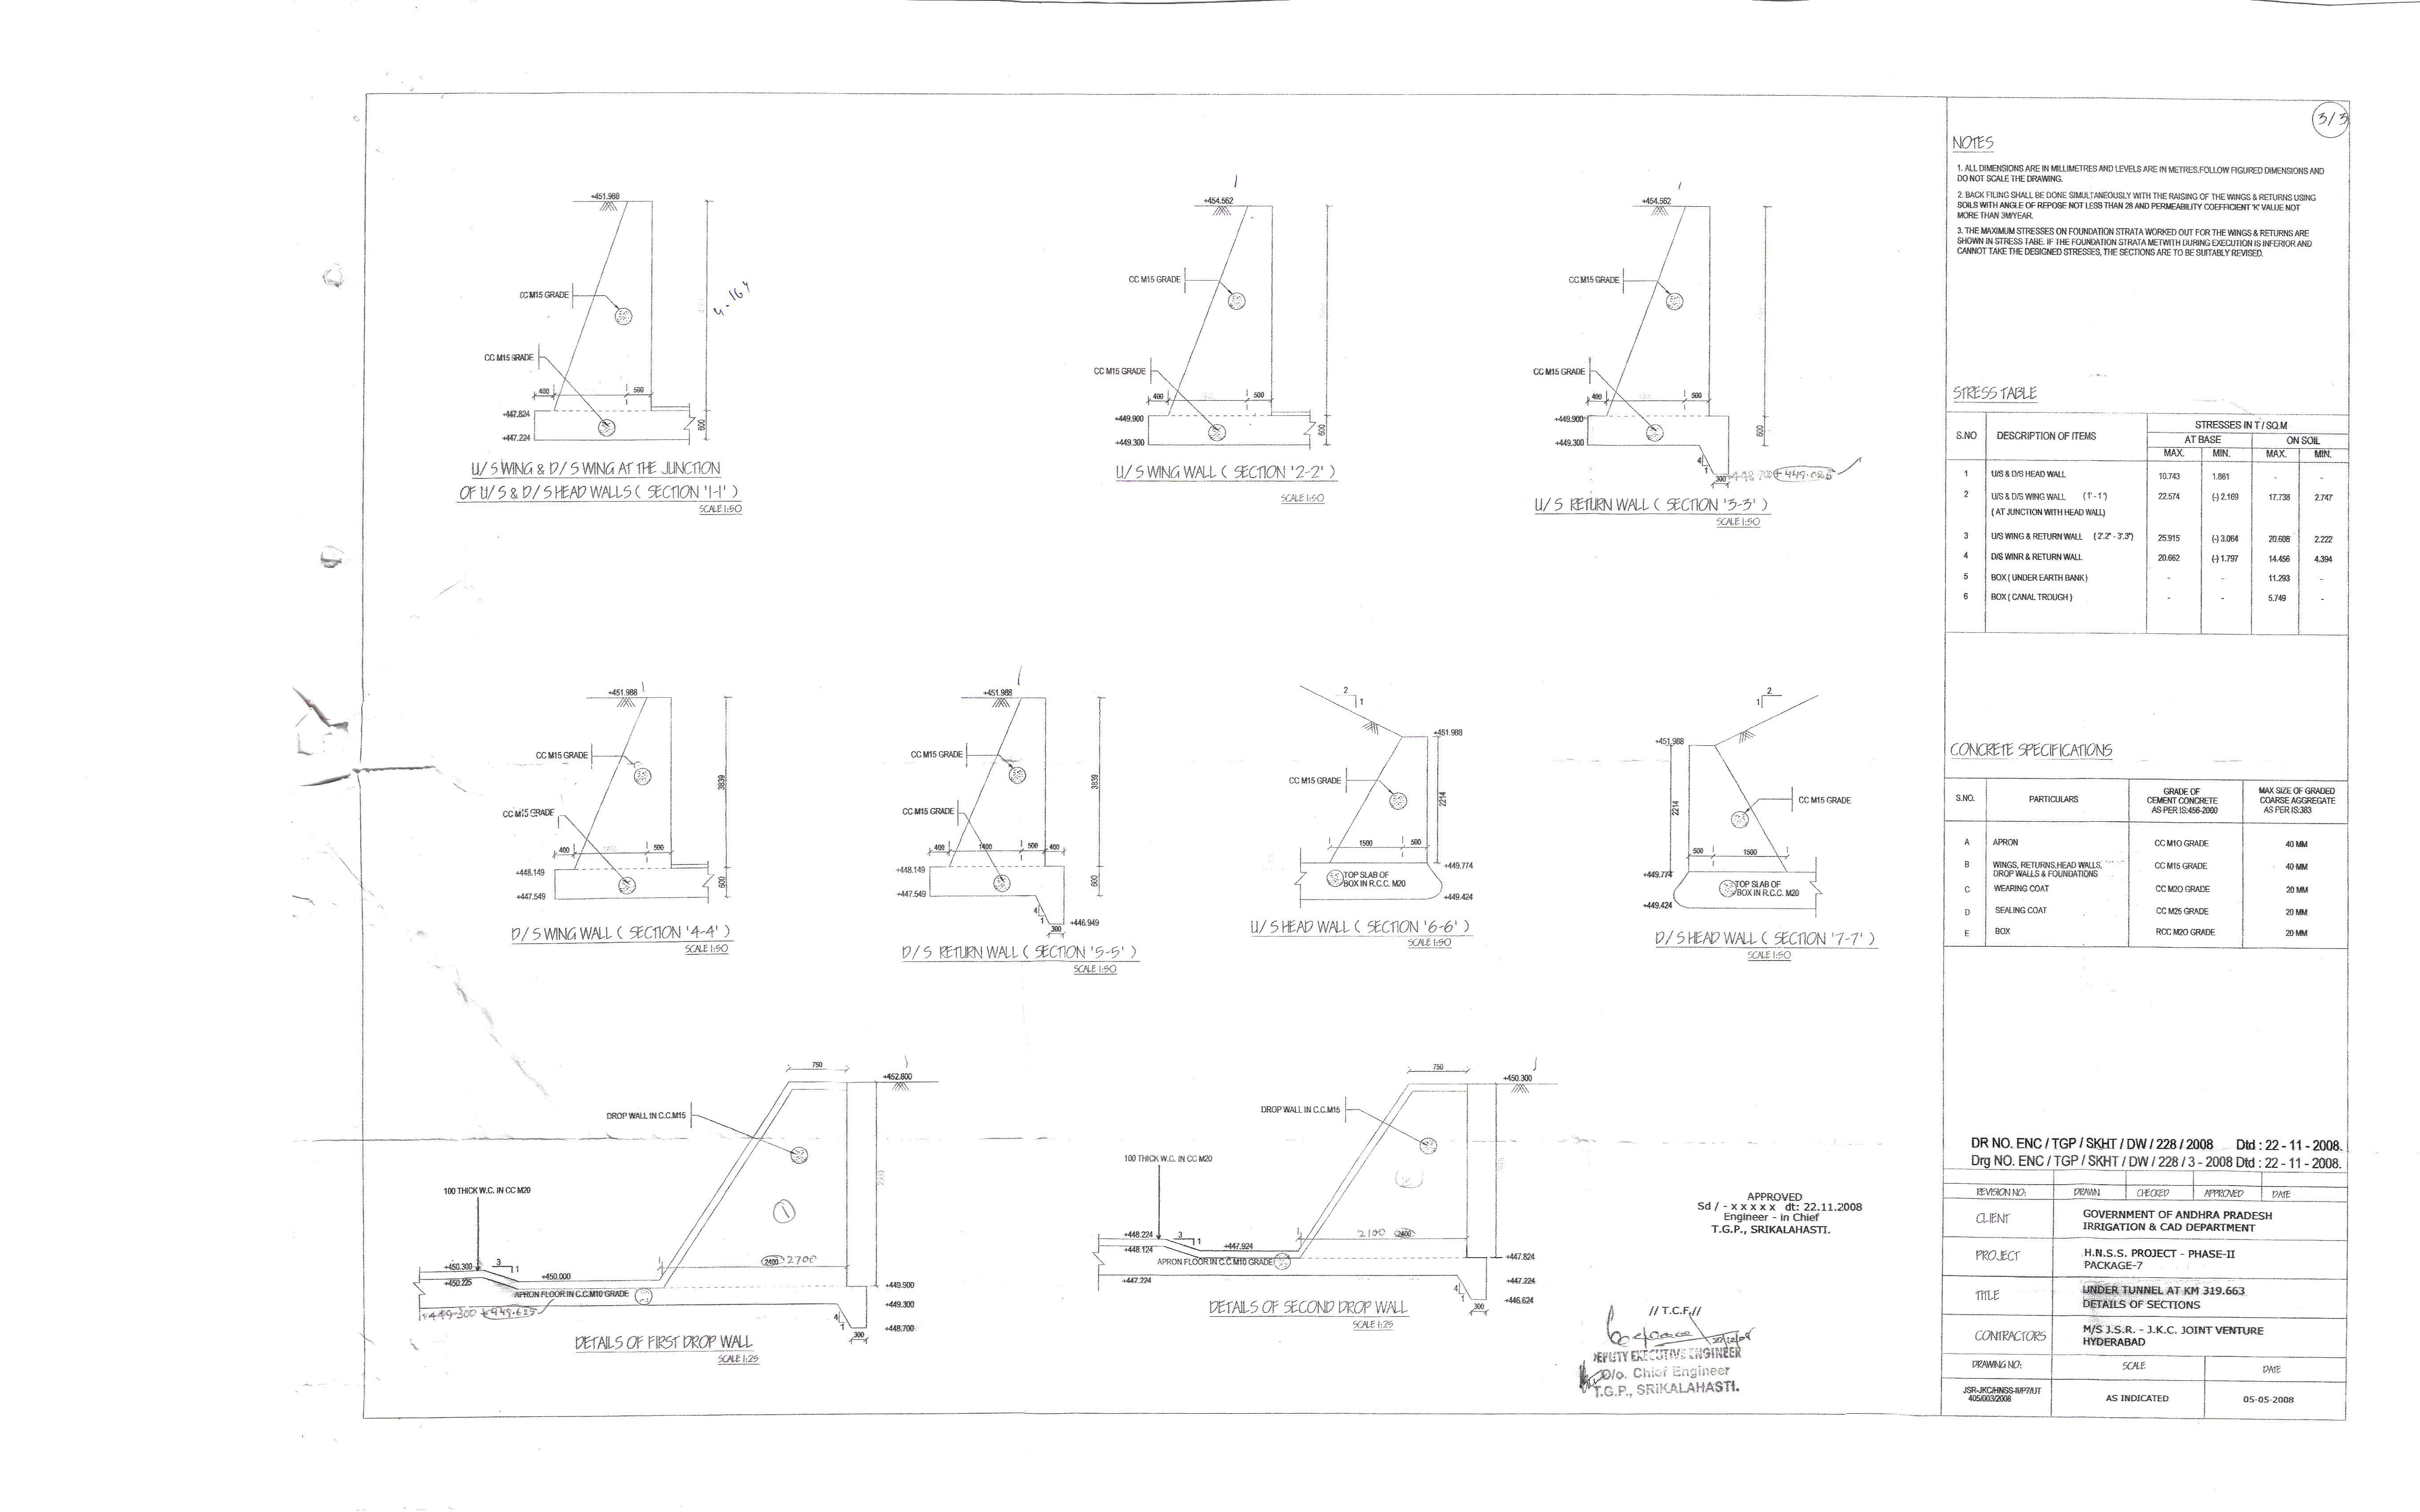 3/3
+451.988
CC M15 GRADE
4.164
CC M15 GRADE
400
500
+447.824
+447.224
600
U/S WING & D/S WING AT THE JUNCTION
OF U/S & D/S HEAD WALLS ( SECTION '1-1' )
SCALE 1:50
+454.562
CC M15 GRADE
CC M15 GRADE
400
500
+449.900
+449.300
600
U/S WING WALL ( SECTION '2-2' )
SCALE 1:50
+454.562
CC M15 GRADE
CC M15 GRADE
400
500
+449.900
+449.300
600
4
1
300
+449.025
U/S RETURN WALL ( SECTION '3-3' )
SCALE 1:50
+451.988
CC M15 GRADE
3839
CC M15 GRADE
400
500
+448.149
+447.549
600
D/S WING WALL ( SECTION '4-4' )
SCALE 1:50
+451.988
CC M15 GRADE
3839
CC M15 GRADE
400
1400
500
400
+448.149
+447.549
600
4
1
300
+446.949
D/S RETURN WALL ( SECTION '5-5' )
SCALE 1:50
2
1
+451.988
CC M15 GRADE
2214
1500
500
+449.774
TOP SLAB OF
BOX IN R.C.C. M20
+449.424
U/S HEAD WALL ( SECTION '6-6' )
SCALE 1:50
2
1
+451.988
CC M15 GRADE
2214
500
1500
+449.774
TOP SLAB OF
BOX IN R.C.C. M20
+449.424
D/S HEAD WALL ( SECTION '7-7' )
SCALE 1:50
750
+452.800
DROP WALL IN C.C.M15
100 THICK W.C. IN CC M20
1
2400 2700
3
1
+450.300
+450.225
+450.000
APRON FLOOR IN C.C.M10 GRADE
+449.300 +449.625
+449.900
+449.300
4
1
+448.700
300
DETAILS OF FIRST DROP WALL
SCALE 1:25
750
+450.300
DROP WALL IN C.C.M15
100 THICK W.C. IN CC M20
2
2100 2400
+448.224
3
1
+448.124
+447.924
APRON FLOOR IN C.C.M10 GRADE
+447.224
+447.824
+447.224
4
1
+446.624
300
DETAILS OF SECOND DROP WALL
SCALE 1:25
APPROVED
Sd / - x x x x x dt: 22.11.2008
Engineer - in Chief
T.G.P., SRIKALAHASTI.
// T.C.F.//
DEPUTY EXECUTIVE ENGINEER
O/o. Chief Engineer
T.G.P., SRIKALAHASTI.
NOTES
1. ALL DIMENSIONS ARE IN MILLIMETRES AND LEVELS ARE IN METRES.FOLLOW FIGURED DIMENSIONS AND
DO NOT SCALE THE DRAWING.
2. BACK FILING SHALL BE DONE SIMULTANEOUSLY WITH THE RAISING OF THE WINGS & RETURNS USING
SOILS WITH ANGLE OF REPOSE NOT LESS THAN 28 AND PERMEABILITY COEFFICIENT 'K' VALUE NOT
MORE THAN 3M/YEAR.
3. THE MAXIMUM STRESSES ON FOUNDATION STRATA WORKED OUT FOR THE WINGS & RETURNS ARE
SHOWN IN STRESS TABE. IF THE FOUNDATION STRATA METWITH DURING EXECUTION IS INFERIOR AND
CANNOT TAKE THE DESIGNED STRESSES, THE SECTIONS ARE TO BE SUITABLY REVISED.
STRESS TABLE
S.NO DESCRIPTION OF ITEMS STRESSES IN T / SQ.M
AT BASE ON SOIL
MAX. MIN. MAX. MIN.
1 U/S & D/S HEAD WALL 10.743 1.861 - -
2 U/S & D/S WING WALL (1' - 1') 22.574 (-) 2.169 17.738 2.747
( AT JUNCTION WITH HEAD WALL)
3 U/S WING & RETURN WALL ( 2'.2" - 3'.3") 25.915 (-) 3.064 20.608 2.222
4 D/S WINR & RETURN WALL 20.662 (-) 1.797 14.456 4.394
5 BOX ( UNDER EARTH BANK ) - - 11.293 -
6 BOX ( CANAL TROUGH ) - - 5.749 -
CONCRETE SPECIFICATIONS
S.NO. PARTICULARS GRADE OF CEMENT CONCRETE AS PER IS:456-2000 MAX SIZE OF GRADED COARSE AGGREGATE AS PER IS:383
A APRON CC M10 GRADE 40 MM
B WINGS, RETURNS,HEAD WALLS, CC M15 GRADE 40 MM
DROP WALLS & FOUNDATIONS
C WEARING COAT CC M20 GRADE 20 MM
D SEALING COAT CC M25 GRADE 20 MM
E BOX RCC M20 GRADE 20 MM
DR NO. ENC / TGP / SKHT / DW / 228 / 2008 Dtd : 22 - 11 - 2008.
Drg NO. ENC / TGP / SKHT / DW / 228 / 3 - 2008 Dtd : 22 - 11 - 2008.
REVISION NO: DRAWN CHECKED APPROVED DATE
CLIENT GOVERNMENT OF ANDHRA PRADESH
IRRIGATION & CAD DEPARTMENT
PROJECT H.N.S.S. PROJECT - PHASE-II
PACKAGE-7
TITLE UNDER TUNNEL AT KM 319.663
DETAILS OF SECTIONS
CONTRACTORS M/S J.S.R. - J.K.C. JOINT VENTURE
HYDERABAD
DRAWING NO: SCALE DATE
JSR-JKC/HNSS-II/P7/UT
405/003/2008 AS INDICATED 05-05-2008